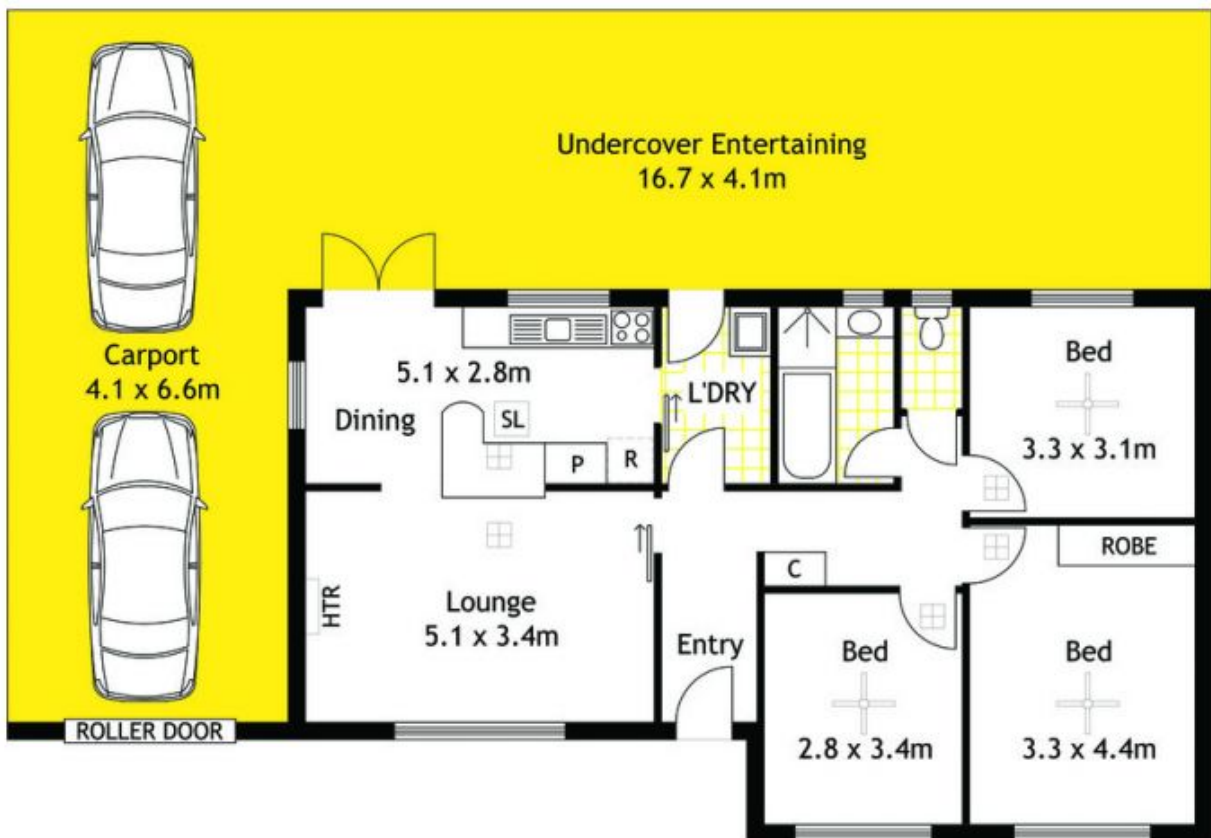 Undercover Entertaining
16.7 x 4.1m
Carport
4.1 x 6.6m
5.1 x 2.8m
Dining
SL
P
R
L'DRY
Bed
3.3 x 3.1m
ROBE
HTR
Lounge
5.1 x 3.4m
C
Entry
Bed
2.8 x 3.4m
Bed
3.3 x 4.4m
ROLLER DOOR